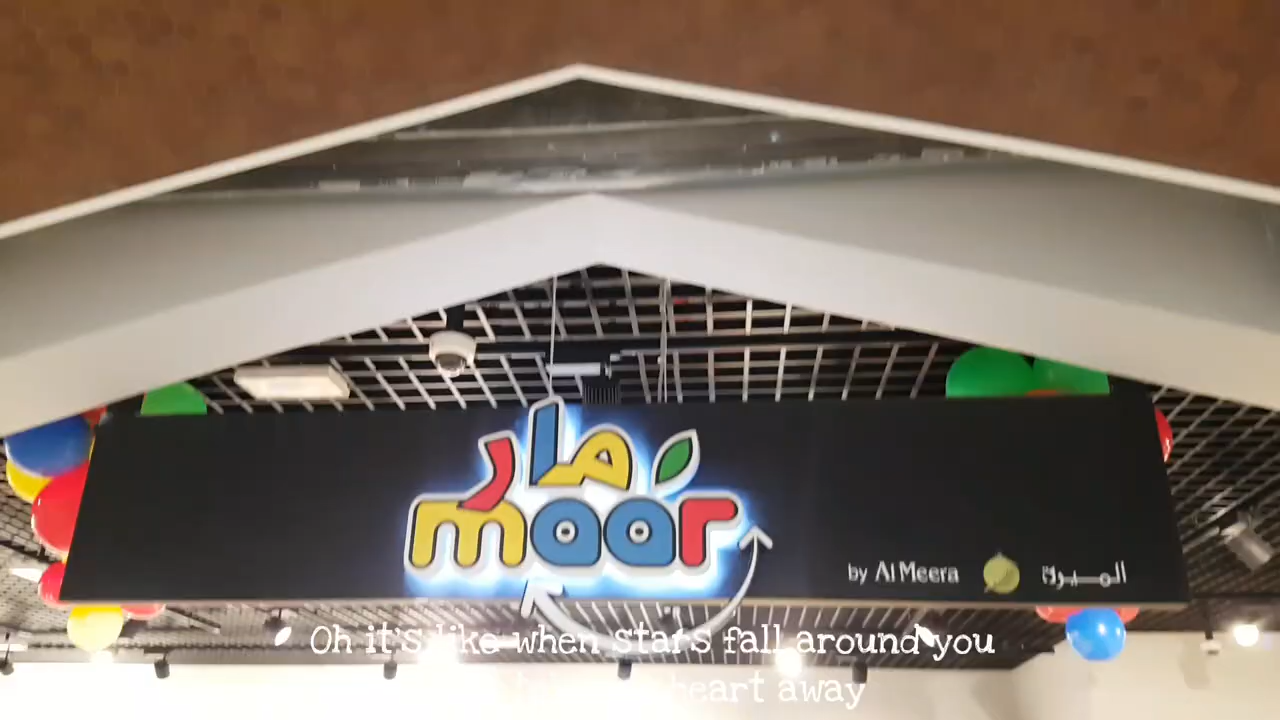 مار
maar
by Al Meera الميرة
Oh it's like when stars fall around you
heart away